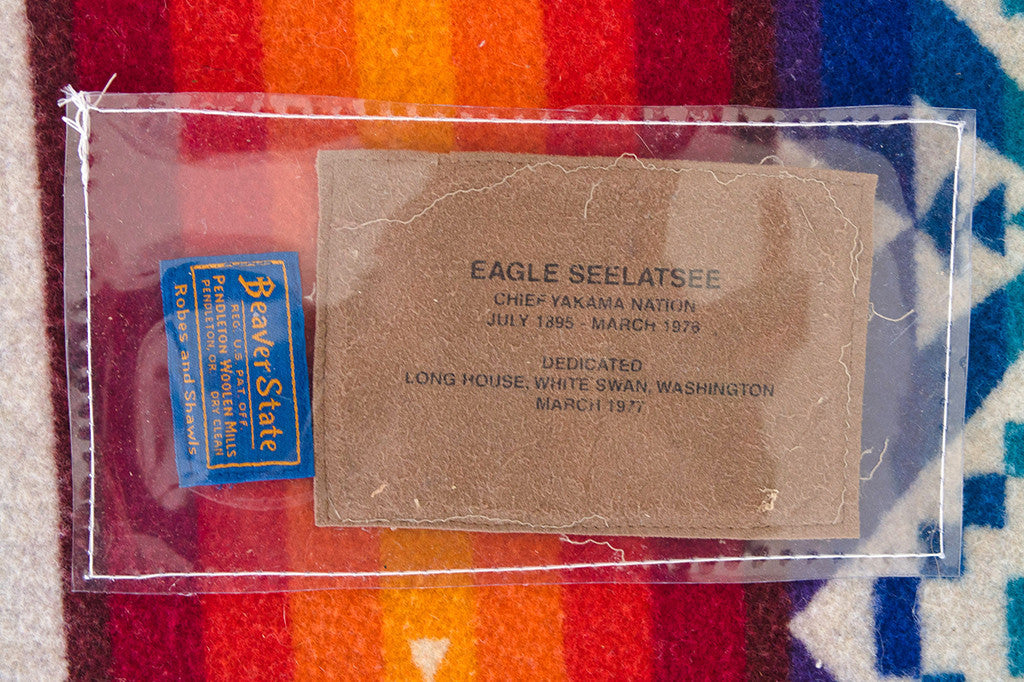 Beaver State
REG. U.S. PAT. OFF.
PENDLETON WOOLEN MILLS
PENDLETON, OR. DRY CLEAN
Robes and Shawls
EAGLE SEELATSEE
CHIEF YAKAMA NATION
JULY 1895 - MARCH 1976
DEDICATED
LONG HOUSE, WHITE SWAN, WASHINGTON
MARCH 1977